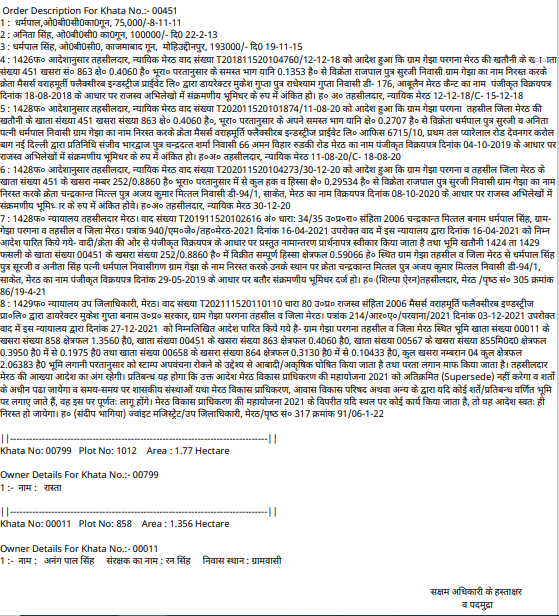 Order Description For Khata No.:- 00451
1 :  धर्मपाल,ओ0बी0सी0का0गून, 75,000/-8-11-11
2 : अनिता सिंह, ओ0बी0सी0 का0गून, 100000/- दि0 22-2-13
3 : धर्मपाल सिंह, ओ0बी0सी0, काजमाबाद गून,  मोहिउद्दीनपुर, 193000/- दि0 19-11-15
4 : 1426फ० आदेशानुसार तहसीलदार, न्यायिक मेरठ वाद संख्या T201811520104760/12-12-18 को आदेश हुआ कि ग्राम गेझा परगना मेरठ की खतौनी के खाता
संख्या 451 खसरा सं० 863 क्षे० 0.4060 है० भूरा० परतानुसार के समस्त भाग यानि 0.1353 है० से विक्रेता राजपाल पुत्र सुरजी निवासी ग्राम गेझा का नाम निरस्त करके
क्रेता मैसर्स वराहमूर्ती फ्लैक्सीरब इन्डस्ट्रीज प्राईवेट लि० द्वारा डायरेक्टर मुकेश गुप्ता पुत्र राधेश्याम गुप्ता निवासी डी- 176, आबूलैन मेरठ कैन्ट का नाम  पंजीकृत विक्रयपत्र
दिनांक 18-08-2018 के आधार पर राजस्व अभिलेखों में संक्रमणीय भूमिधर के रुप में अंकित हो। ह० अ० तहसीलदार, न्यायिक मेरठ 12-12-18/C- 15-12-18
5 : 1428फ० आदेशानुसार तहसीलदार, न्यायिक मेरठ वाद संख्या T202011520101874/11-08-20 को आदेश हुआ कि ग्राम गेझा परगना  तहसील जिला मेरठ की
खतौनी के खाता संख्या 451 खसरा संख्या 863 क्षे० 0.4060 है०, भूरा० परतानुसार के अपने समस्त भाग यानि क्षे० 0.2707 है० से विक्रेता धर्मपाल पुत्र सुरजी व अनिता
पत्नी धर्मपाल निवासी ग्राम गेझा का नाम निरस्त करके क्रेता मैसर्स वराहमूर्ति फ्लैक्सीरब इन्डस्ट्रीज प्राईवेट लि० आफिस 6715/10, प्रथम तल प्यारेलाल रोड देवनगर करोल
बाग नई दिल्ली द्वारा प्रतिनिधि संजीव भारद्वाज पुत्र चन्द्रदत्त शर्मा निवासी 66 अमन विहार रुडकी रोड मेरठ का नाम पंजीकृत विक्रयपत्र दिनांक 04-10-2019 के आधार पर
राजस्व अभिलेखों में संक्रमणीय भूमिधर के रुप में अंकित हो। ह०अ० तहसीलदार, न्यायिक मेरठ 11-08-20/C- 18-08-20
6 : 1428फ० आदेशानुसार तहसीलदार, न्यायिक मेरठ वाद संख्या T202011520104273/30-12-20 को आदेश हुआ कि ग्राम गेझा परगना व तहसील जिला मेरठ के
खाता संख्या 451 के खसरा नम्बर 252/0.8860 है०, भूरा० परतानुसार में से कुल हक व हिस्सा क्षे० 0.29534 है० से विक्रेता राजपाल पुत्र सुरजी निवासी ग्राम गेझा का नाम
निरस्त करके क्रेता चन्द्रकान्त मित्तल पुत्र अजय कुमार मित्तल निवासी डी-94/1, साकेत, मेरठ का नाम विक्रयपत्र दिनांक 08-10-2020 के आधार पर राजस्व अभिलेखों में
संक्रमणीय भूमिधर के रुप में अंकित होवे। ह०अ० तहसीलदार, न्यायिक मेरठ 30-12-20
7 : 1428फ० न्यायालय तहसीलदार मेरठ। वाद संख्या T201911520102616 अं० धारा: 34/35 उ०प्र०रा० संहिता 2006 चन्द्रकान्त मित्तल बनाम धर्मपाल सिंह, ग्राम-
गेझा परगना व तहसील व जिला मेरठ। पत्रांक 940/एम०जे०/तह०मेरठ-2021 दिनांक 16-04-2021 उपरोक्त वाद में इस न्यायालय द्वारा दिनांक 16-04-2021 को निम्न
आदेश पारित किये गये- वादी/क्रेता की ओर से पंजीकृत विक्रयपत्र के आधार पर प्रस्तुत नामान्तरण प्रार्थनापत्र स्वीकार किया जाता है तथा भूमि खतौनी 1424 ता 1429
फसली के खाता संख्या 00451 के खसरा संख्या 252/0.8860 है० में विक्रीत सम्पूर्ण हिस्सा क्षेत्रफल 0.59066 है० स्थित ग्राम गेझा तहसील व जिला मेरठ से धर्मपाल सिंह
पुत्र सूरजी व अनीता सिंह पत्नी धर्मपाल निवासीगण ग्राम गेझा के नाम निरस्त करके उनके स्थान पर क्रेता चन्द्रकान्त मित्तल पुत्र अजय कुमार मित्तल निवासी डी-94/1,
साकेत, मेरठ का नाम पंजीकृत विक्रयपत्र दिनांक 29-05-2019 के आधार पर बतौर संक्रमणीय भूमिधर दर्ज हो। ह० (शिल्पा ऐरन)तहसीलदार, मेरठ /पृष्ठ सं० 305 क्रमांक
86/19-4-21
8 : 1429फ० न्यायालय उप जिलाधिकारी, मेरठ। वाद संख्या T202111520110110 धारा 80 उ०प्र० राजस्व संहिता 2006 मैसर्स वराहमूर्ति फ्लैक्सीरब इण्डस्ट्रीज
प्रा०लि० द्वारा डायरेक्टर मुकेश गुप्ता बनाम उ०प्र० सरकार, ग्राम गेझा परगना तहसील व जिला मेरठ। पत्रांक 214/आर०ए०/परवाना/2021 दिनांक 03-12-2021 उपरोक्त
वाद में इस न्यायालय द्वारा दिनांक 27-12-2021  को निम्नलिखित आदेश पारित किये गये है- ग्राम गेझा परगना तहसील व जिला मेरठ स्थित भूमि खाता संख्या 00011 के
खसरा संख्या 858 क्षेत्रफल 1.3560 है0, खाता संख्या 00451 के खसरा संख्या 863 क्षेत्रफल 0.4060 है0, खाता संख्या 00567 के खसरा संख्या 855मि0द0 क्षेत्रफल
0.3950 है0 में से 0.1975 है0 तथा खाता संख्या 00658 के खसरा संख्या 864 क्षेत्रफल 0.3130 है0 में से 0.10433 है0, कुल खसरा नम्बरान 04 कुल क्षेत्रफल
2.06383 है0 भूमि लगानी परतानुसार को स्टाम्प अपवंचना रोकने के उद्देश्य से आबादी/अकृषिक घोषित किया जाता है तथा परता लगान माफ किया जाता है। तहसीलदार
मेरठ की आख्या आदेश का अंग रहेगी। प्रतिबन्ध यह होगा कि उक्त आदेश मेरठ विकास प्राधिकरण की महायोजना 2021 को अतिक्रमित (Supersede) नहीं करेगा व शर्तों
के अधीन पढा जायेगा व समय-समय पर शासकीय संस्थाओं यथा मेरठ विकास प्राधिकरण, आवास विकास परिषद अथवा अन्य के द्वारा यदि कोई शर्तें/प्रतिबन्ध वर्णित भूमि
पर लगाए जाते हैं, वह इस पर पूर्णतः लागू होंगे। मेरठ विकास प्राधिकरण की महायोजना 2021 के विपरीत यदि स्थल पर कोई कार्य किया जाता है, तो यह आदेश स्वतः ही
निरस्त हो जायेगा। ह० (संदीप भागिया) ज्वांइट मजिस्ट्रेट/उप जिलाधिकारी, मेरठ/पृष्ठ सं० 317 क्रमांक 91/06-1-22
||---------------------------------------------------------------------||
Khata No: 00799   Plot No: 1012   Area : 1.77 Hectare
Owner Details For Khata No.:- 00799
1 :-  नाम :   रास्ता
||---------------------------------------------------------------------||
Khata No: 00011   Plot No: 858   Area : 1.356 Hectare
Owner Details For Khata No.:- 00011
1 :-  नाम :   अनंग पाल सिंह    संरक्षक का नाम : रन सिंह    निवास स्थान : ग्रामवासी
सक्षम अधिकारी के हस्ताक्षर
व पदमुद्रा